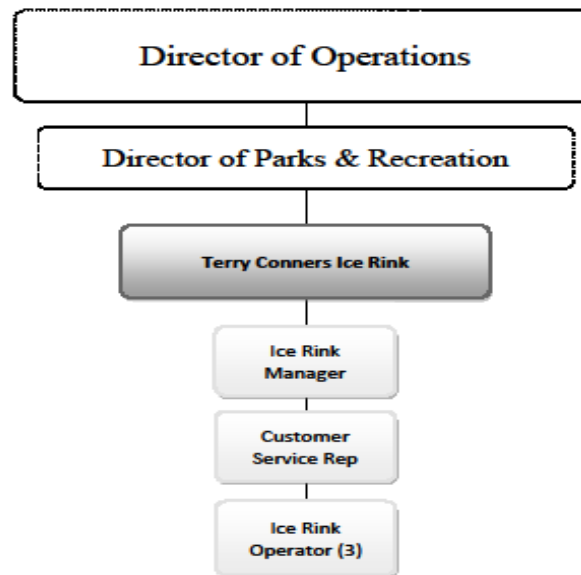 Director of Operations
Director of Parks & Recreation
Terry Conners Ice Rink
Ice Rink
Manager
Customer
Service Rep
Ice Rink
Operator (3)